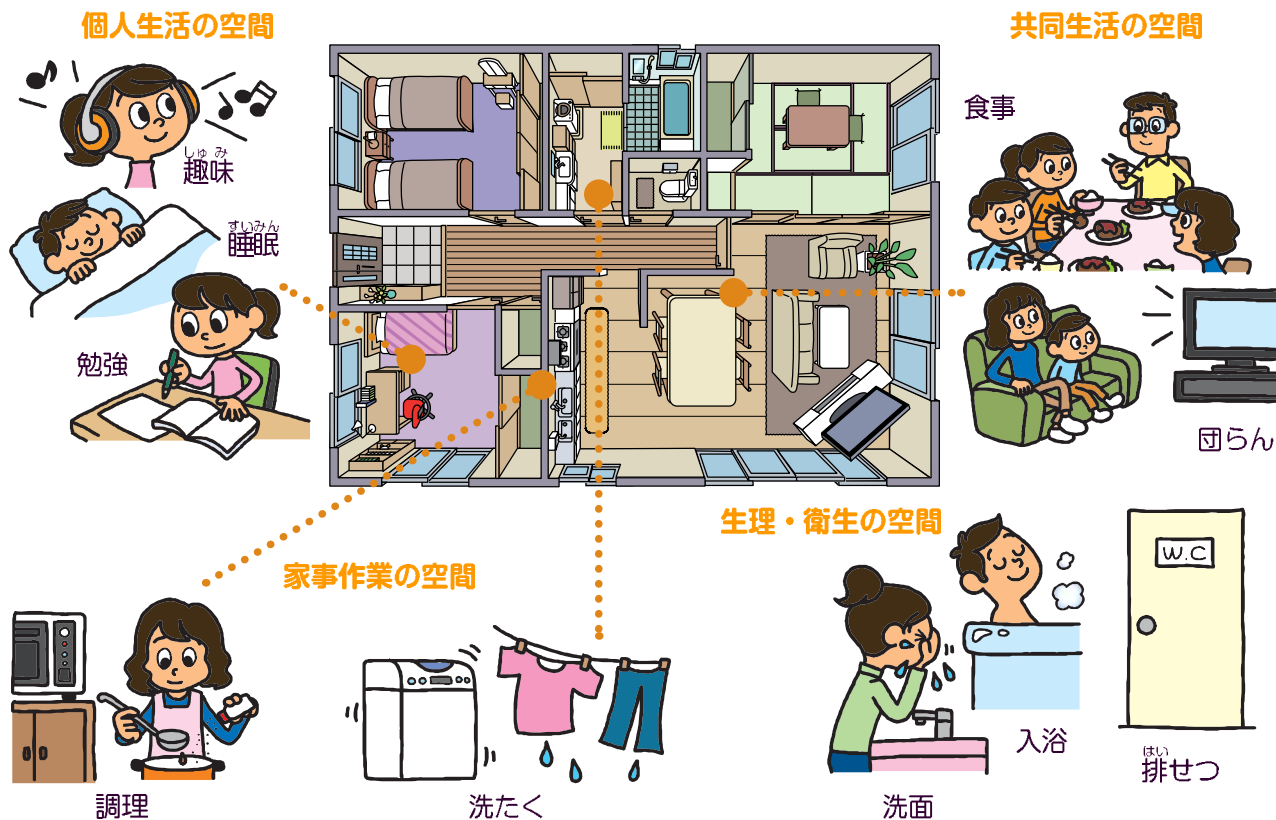 個人生活の空間
しゅみ
趣味
すいみん
睡眠
勉強
共同生活の空間
食事
団らん
家事作業の空間
調理
洗たく
生理・衛生の空間
洗面
入浴
W.C
はい
排せつ